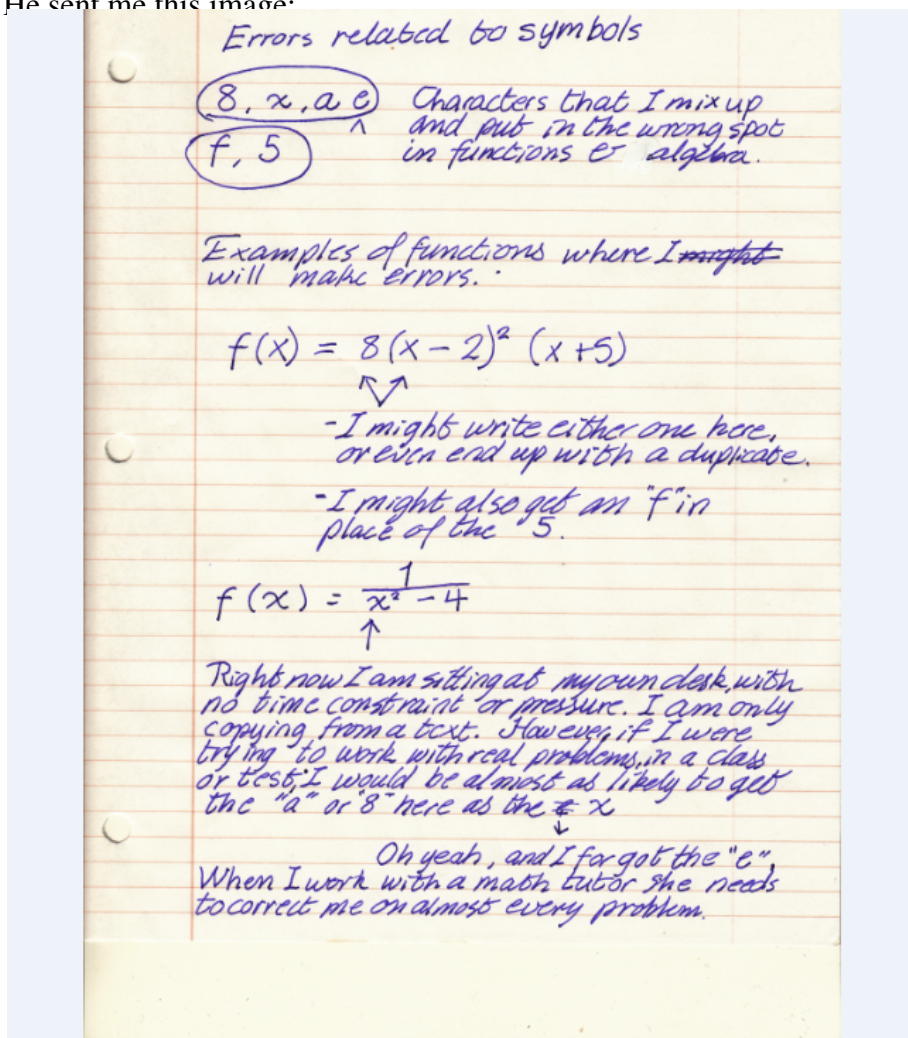 He sent me this image:
Errors related to symbols
8, x, a e Characters that I mix up
^ and put in the wrong spot
f, 5 in functions & algebra.
Examples of functions where I might
will make errors.
f(x) = 8(x - 2)² (x + 5)
- I might write either one here,
or even end up with a duplicate.
- I might also get an "f" in
place of the 5.
f(x) = 1
x² - 4
Right now I am sitting at my own desk, with
no time constraint or pressure. I am only
copying from a text. However, if I were
trying to work with real problems, in a class
or test, I would be almost as likely to get
the "a" or "8" here as the x
Oh yeah, and I forgot the "e".
When I work with a math tutor she needs
to correct me on almost every problem.